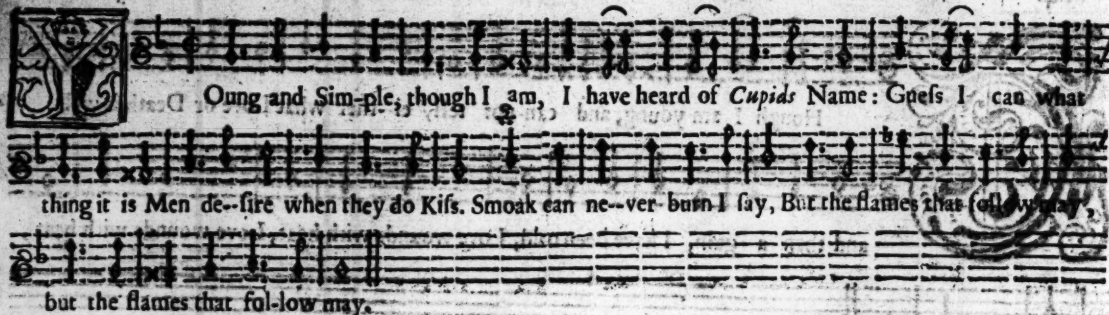 YOung and Sim-ple, though I am, I have heard of Cupids Name: Guess I can what
thing it is Men de--sire when they do Kiss. Smoak can ne--ver burn I say, But the flames that follow may,
but the flames that fol-low may.